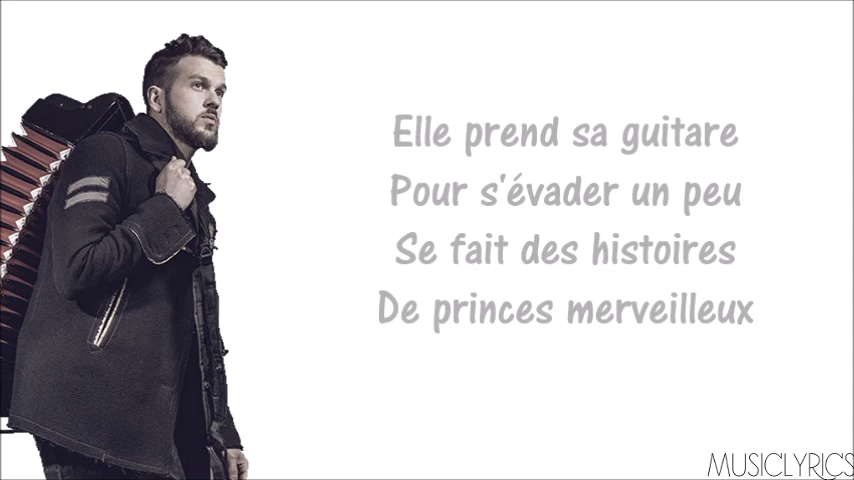 Elle prend sa guitare
Pour s'évader un peu
Se fait des histoires
De princes merveilleux
MUSICLYRICS